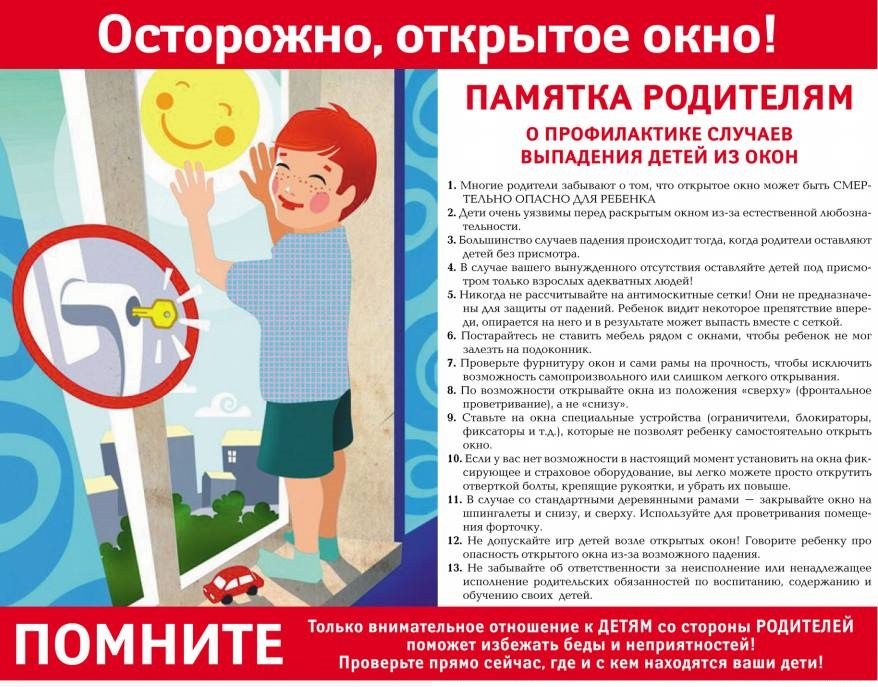 Осторожно, открытое окно!
ПАМЯТКА РОДИТЕЛЯМ
О ПРОФИЛАКТИКЕ СЛУЧАЕВ
ВЫПАДЕНИЯ ДЕТЕЙ ИЗ ОКОН
1. Многие родители забывают о том, что открытое окно может быть СМЕР-
ТЕЛЬНО ОПАСНО ДЛЯ РЕБЕНКА
2. Дети очень уязвимы перед раскрытым окном из-за естественной любозна-
тельности.
3. Большинство случаев падения происходит тогда, когда родители оставляют
детей без присмотра.
4. В случае вашего вынужденного отсутствия оставляйте детей под присмо-
тром только взрослых адекватных людей!
5. Никогда не рассчитывайте на антимоскитные сетки! Они не предназначе-
ны для защиты от падений. Ребенок видит некоторое препятствие впере-
ди, опирается на него и в результате может выпасть вместе с сеткой.
6. Постарайтесь не ставить мебель рядом с окнами, чтобы ребенок не мог
залезть на подоконник.
7. Проверьте фурнитуру окон и сами рамы на прочность, чтобы исключить
возможность самопроизвольного или слишком легкого открывания.
8. По возможности открывайте окна из положения «сверху» (фронтальное
проветривание), а не «снизу».
9. Ставьте на окна специальные устройства (ограничители, блокираторы,
фиксаторы и т.д.), которые не позволят ребенку самостоятельно открыть
окно.
10. Если у вас нет возможности в настоящий момент установить на окна фик-
сирующее и страховое оборудование, вы легко можете просто открутить
отверткой болты, крепящие рукоятки, и убрать их повыше.
11. В случае со стандартными деревянными рамами — закрывайте окно на
шпингалеты и снизу, и сверху. Используйте для проветривания помеще-
ния форточку.
12. Не допускайте игр детей возле открытых окон! Говорите ребенку про
опасность открытого окна из-за возможного падения.
13. Не забывайте об ответственности за неисполнение или ненадлежащее
исполнение родительских обязанностей по воспитанию, содержанию и
обучению своих детей.
ПОМНИТЕ
Только внимательное отношение к ДЕТЯМ со стороны РОДИТЕЛЕЙ
поможет избежать беды и неприятностей!
Проверьте прямо сейчас, где и с кем находятся ваши дети!